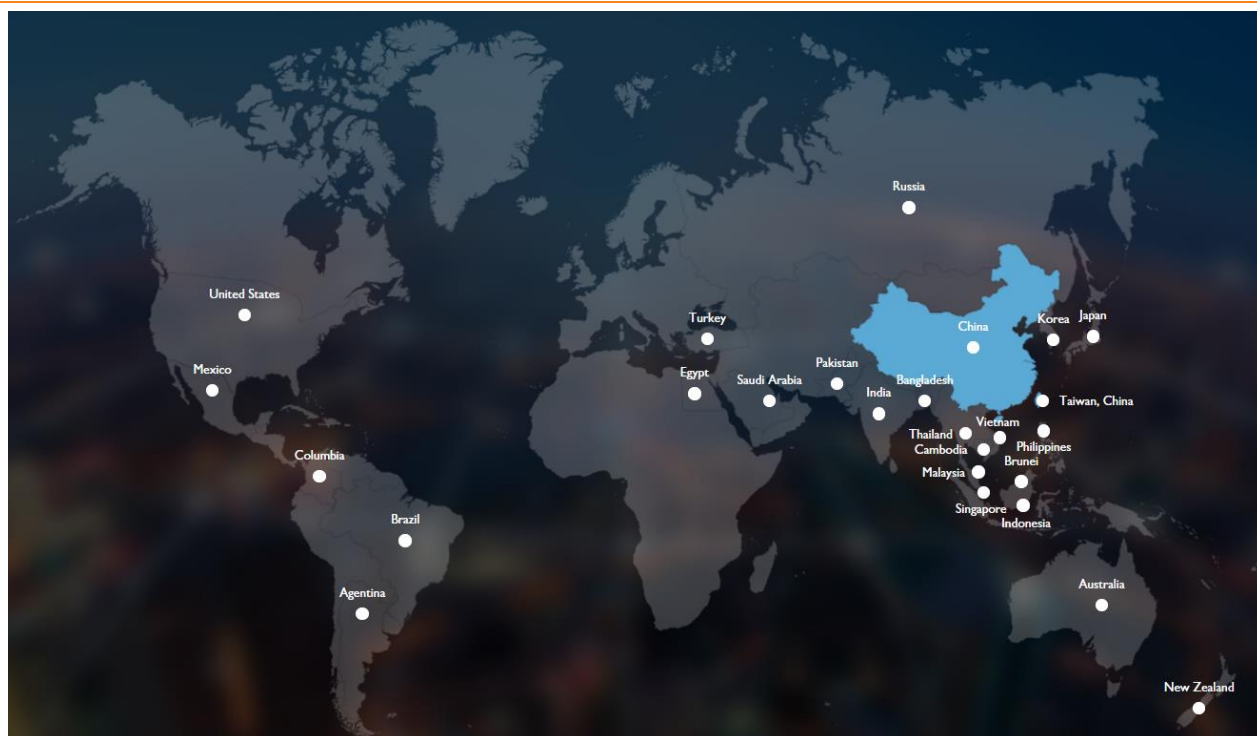 Russia
United States
Turkey
China
Korea
Japan
Mexico
Egypt
Saudi Arabia
Pakistan
India
Bangladesh
Taiwan, China
Vietnam
Thailand
Cambodia
Philippines
Columbia
Malaysia
Brunei
Singapore
Indonesia
Brazil
Agentina
Australia
New Zealand